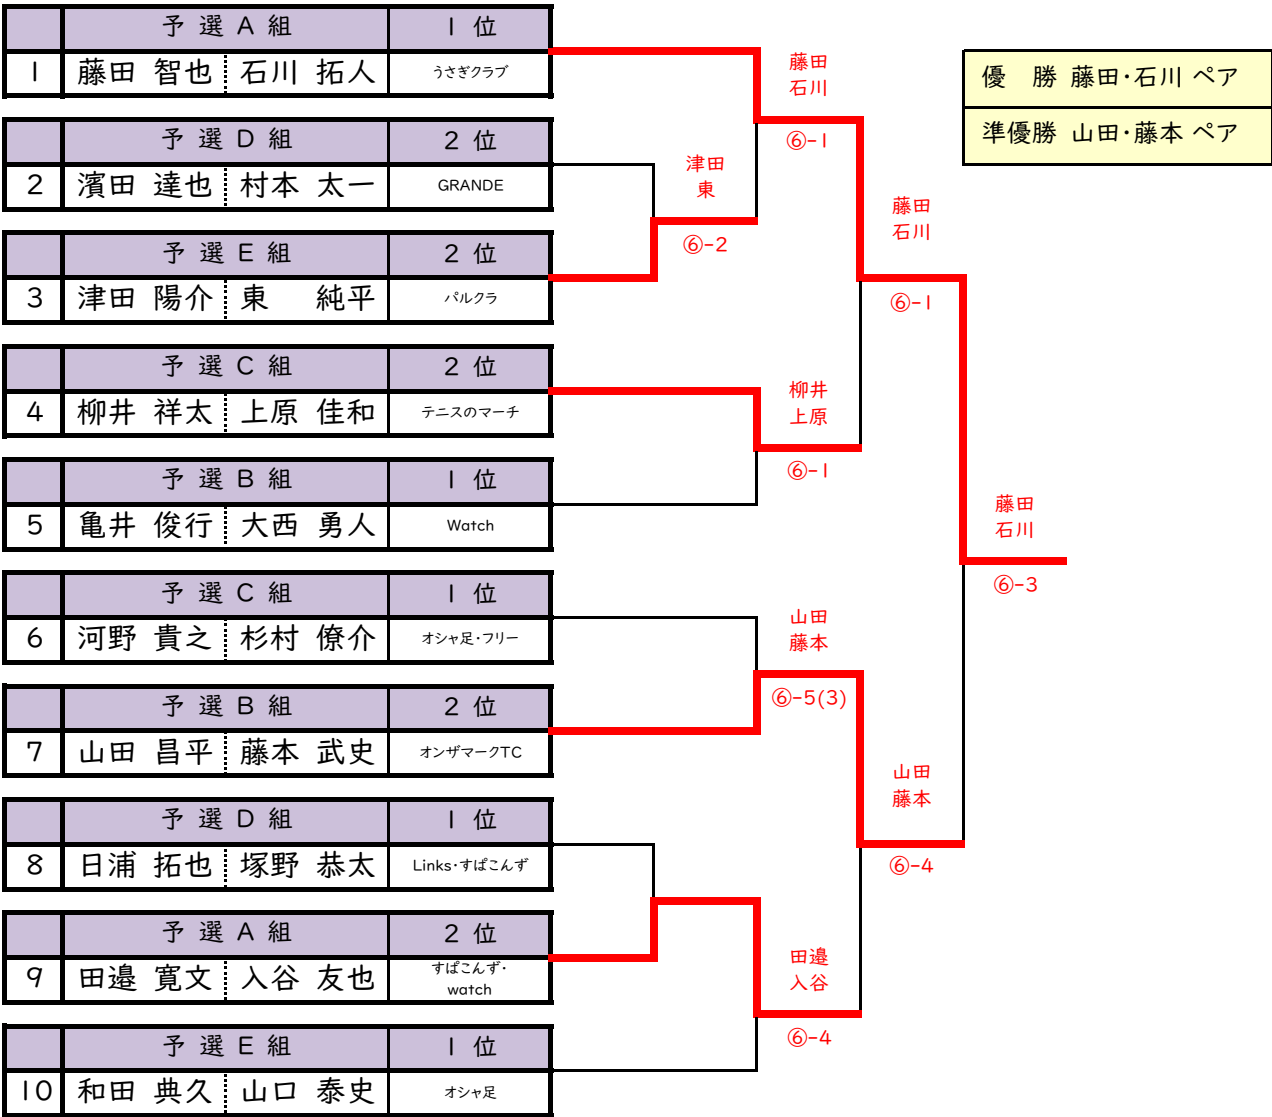 予 選 A 組 1 位
1 藤田 智也 石川 拓人 うさぎクラブ
予 選 D 組 2 位
2 濱田 達也 村本 太一 GRANDE
予 選 E 組 2 位
3 津田 陽介 東 純平 パルクラ
予 選 C 組 2 位
4 柳井 祥太 上原 佳和 テニスのマーチ
予 選 B 組 1 位
5 亀井 俊行 大西 勇人 Watch
予 選 C 組 1 位
6 河野 貴之 杉村 僚介 オシャ足・フリー
予 選 B 組 2 位
7 山田 昌平 藤本 武史 オンザマークTC
予 選 D 組 1 位
8 日浦 拓也 塚野 恭太 Links・すぱこんず
予 選 A 組 2 位
9 田邉 寛文 入谷 友也 すぱこんず・
watch
予 選 E 組 1 位
10 和田 典久 山口 泰史 オシャ足
津田
東
⑥-2
藤田
石川
⑥-1
柳井
上原
⑥-1
山田
藤本
⑥-5(3)
田邉
入谷
⑥-4
藤田
石川
⑥-1
山田
藤本
⑥-4
藤田
石川
⑥-3
優 勝 藤田・石川 ペア
準優勝 山田・藤本 ペア